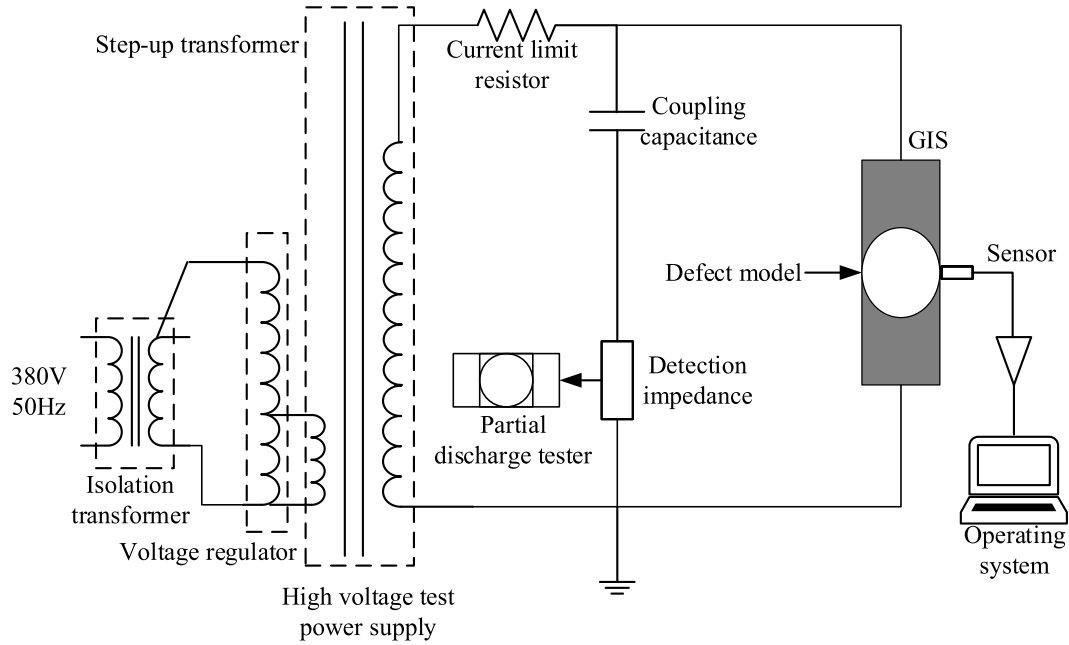 Step-up transformer
Current limit
resistor
Coupling
capacitance
GIS
Defect model
Sensor
380V
50Hz
Detection
impedance
Partial
discharge tester
Isolation
transformer
Voltage regulator
Operating
system
High voltage test
power supply